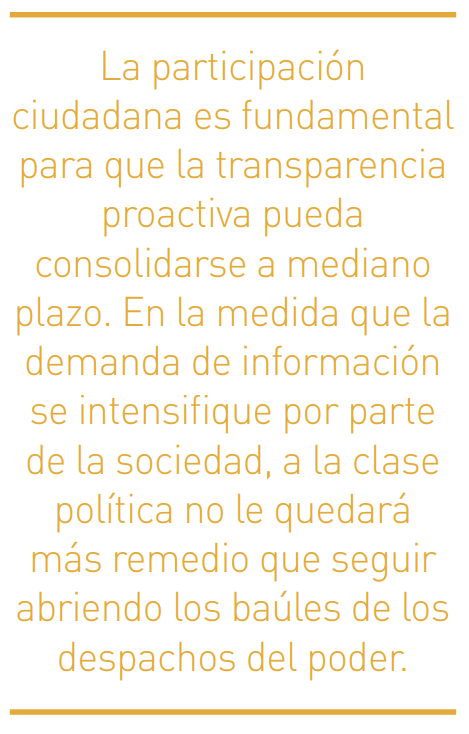 La participación
ciudadana es fundamental
para que la transparencia
proactiva pueda
consolidarse a mediano
plazo. En la medida que la
demanda de información
se intensifique por parte
de la sociedad, a la clase
política no le quedará
más remedio que seguir
abriendo los baúles de los
despachos del poder.